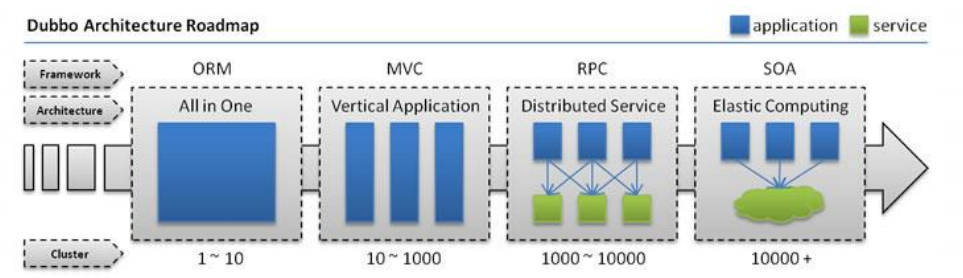 Dubbo Architecture Roadmap
application
service
Framework
ORM
MVC
RPC
SOA
Architecture
All in One
Vertical Application
Distributed Service
Elastic Computing
Cluster
1 ~ 10
10 ~ 1000
1000 ~ 10000
10000 +